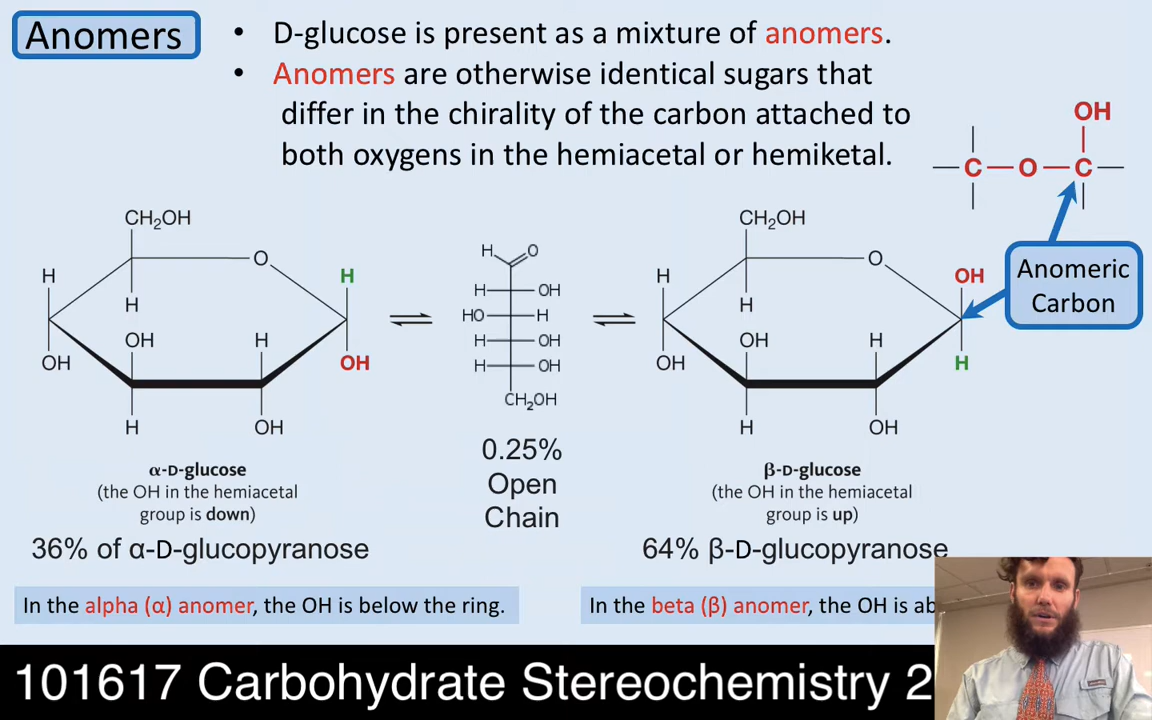 Anomers
• D-glucose is present as a mixture of anomers.
• Anomers are otherwise identical sugars that
differ in the chirality of the carbon attached to
both oxygens in the hemiacetal or hemiketal.
OH
C O C
Anomeric
Carbon
CH₂OH
O
H
H
H
OH
H
OH
OH
H
OH
H O
H OH
HO H
H OH
H OH
CH₂OH
0.25%
Open
Chain
CH₂OH
O
H
OH
H
OH
H
OH
H
H
OH
α-D-glucose
(the OH in the hemiacetal
group is down)
36% of α-D-glucopyranose
β-D-glucose
(the OH in the hemiacetal
group is up)
64% β-D-glucopyranose
In the alpha (α) anomer, the OH is below the ring.
In the beta (β) anomer, the OH is ab
101617 Carbohydrate Stereochemistry 2